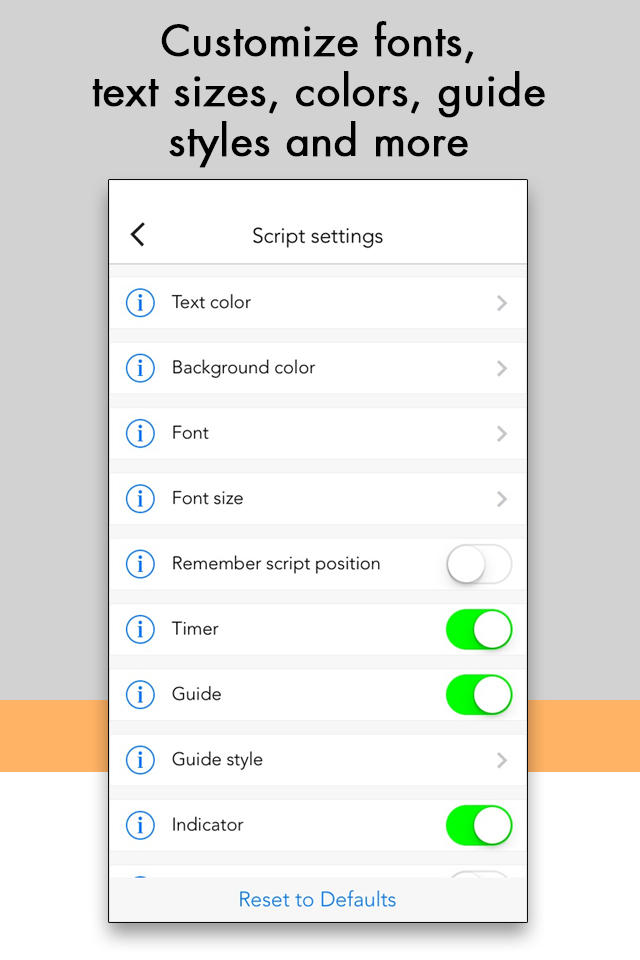 Customize fonts,
text sizes, colors, guide
styles and more
Script settings
Text color
Background color
Font
Font size
Remember script position
Timer
Guide
Guide style
Indicator
Reset to Defaults